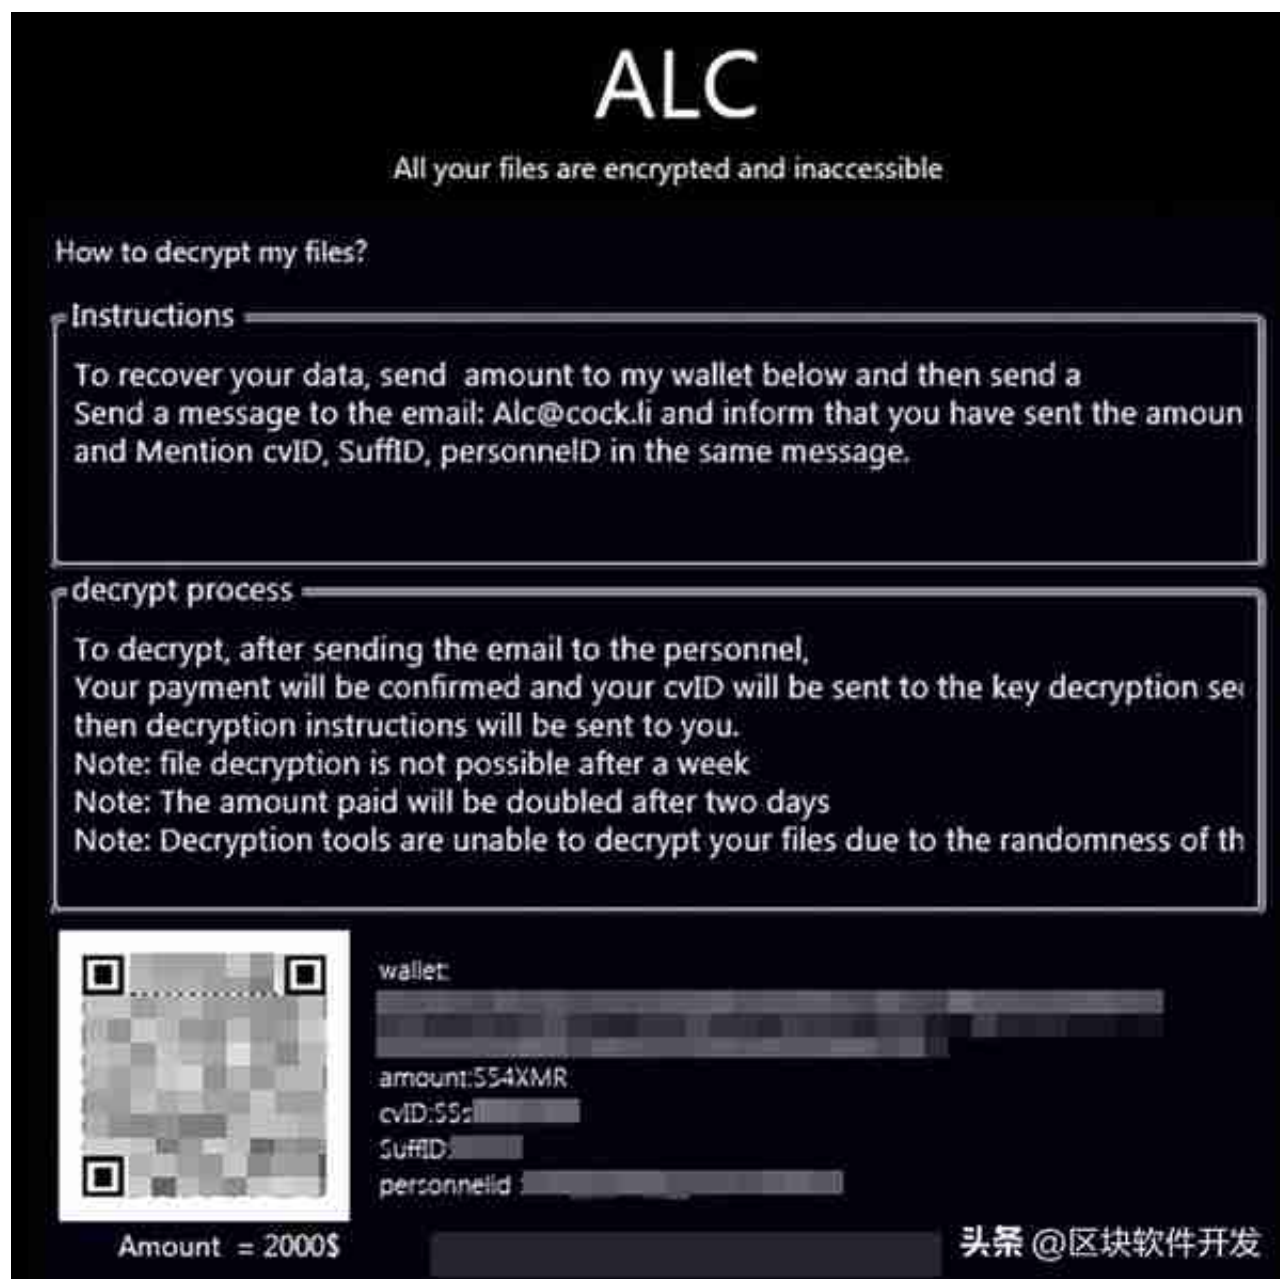 ALC
All your files are encrypted and inaccessible
How to decrypt my files?
Instructions
To recover your data, send amount to my wallet below and then send a
Send a message to the email: Alc@cock.li and inform that you have sent the amoun
and Mention cvID, SuffID, personnelD in the same message.
decrypt process
To decrypt, after sending the email to the personnel,
Your payment will be confirmed and your cvID will be sent to the key decryption sec
then decryption instructions will be sent to you.
Note: file decryption is not possible after a week
Note: The amount paid will be doubled after two days
Note: Decryption tools are unable to decrypt your files due to the randomness of th
wallet:
amount:SS4XMR
cvID:SSs
SuffID:
personnelid :
Amount = 2000$
头条 @区块软件开发